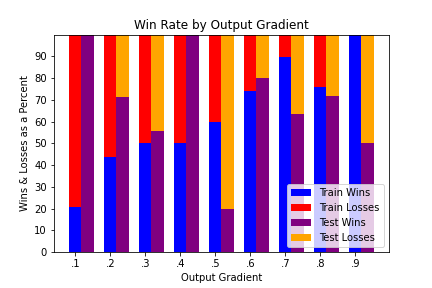 Win Rate by Output Gradient
Wins & Losses as a Percent
90
80
70
60
50
40
30
20
10
0
.1 .2 .3 .4 .5 .6 .7 .8 .9
Output Gradient
Train Wins
Train Losses
Test Wins
Test Losses